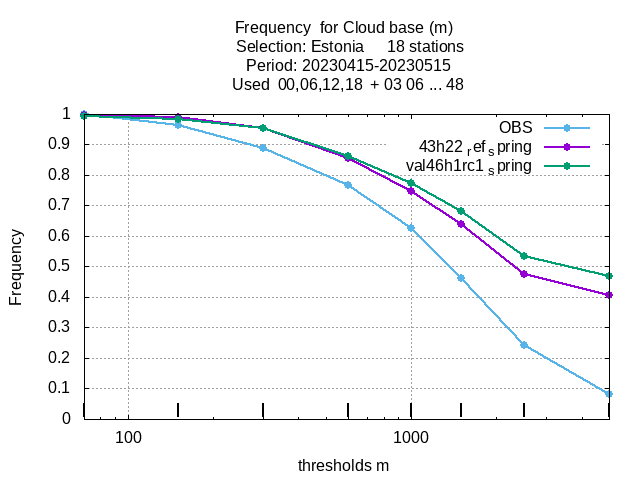 Frequency  for Cloud base (m)
Selection: Estonia     18 stations
Period: 20230415-20230515
Used  00,06,12,18  + 03 06 ... 48
OBS
43h22 ref spring
val46h1rc1 spring
1
0.9
0.8
0.7
0.6
0.5
0.4
0.3
0.2
0.1
0
Frequency
100 1000
thresholds m